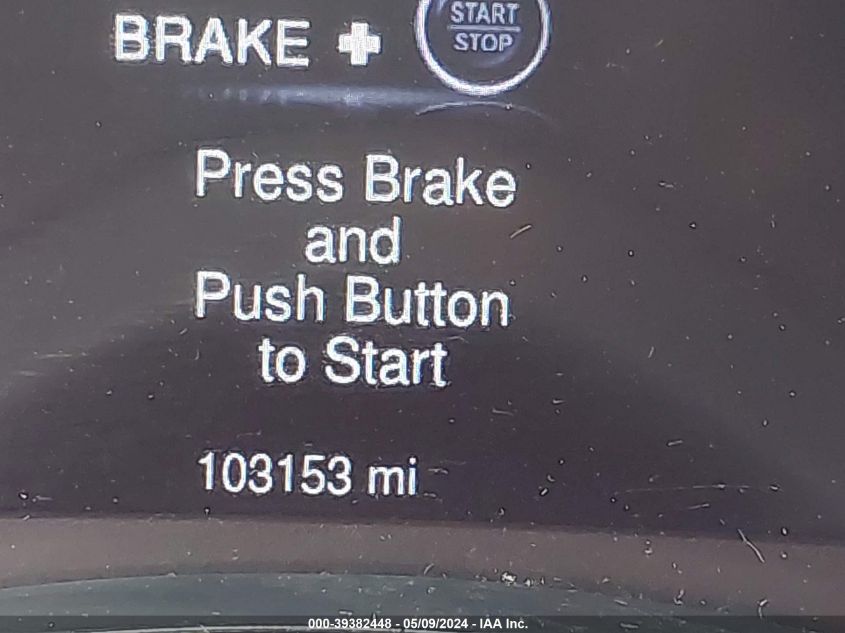 BRAKE + START
STOP
Press Brake
and
Push Button
to Start
103153 mi
000-39382448 - 05/09/2024 - IAA Inc.